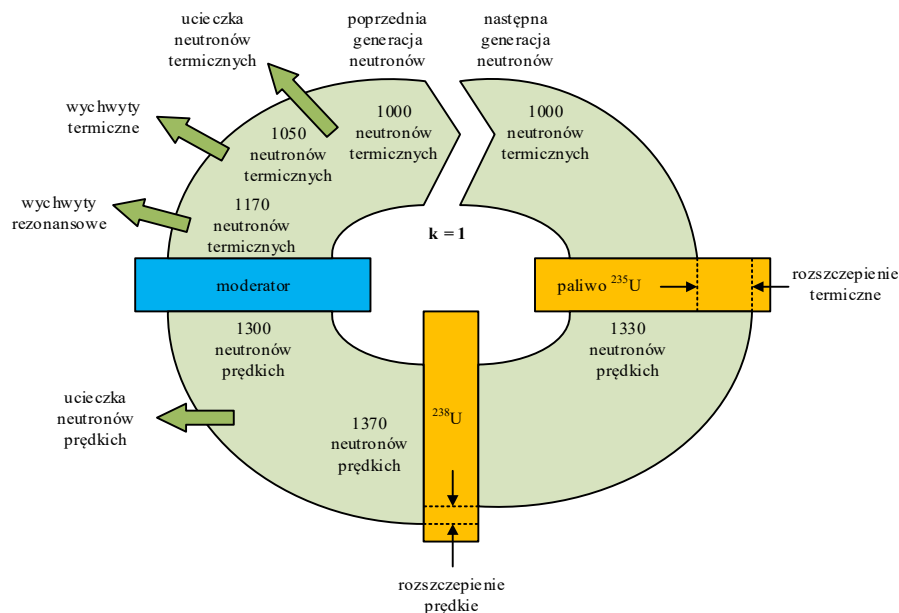 ucieczka
neutronów
termicznych
poprzednia
generacja
neutronów
następna
generacja
neutronów
wychwyty
termiczne
1050
neutronów
termicznych
1000
neutronów
termicznych
1000
neutronów
termicznych
wychwyty
rezonansowe
1170
neutronów
termicznych
k = 1
moderator
paliwo ²³⁵U
rozszczepienie
termiczne
1300
neutronów
prędkich
1330
neutronów
prędkich
ucieczka
neutronów
prędkich
1370
neutronów
prędkich
²³⁸U
rozszczepienie
prędkie